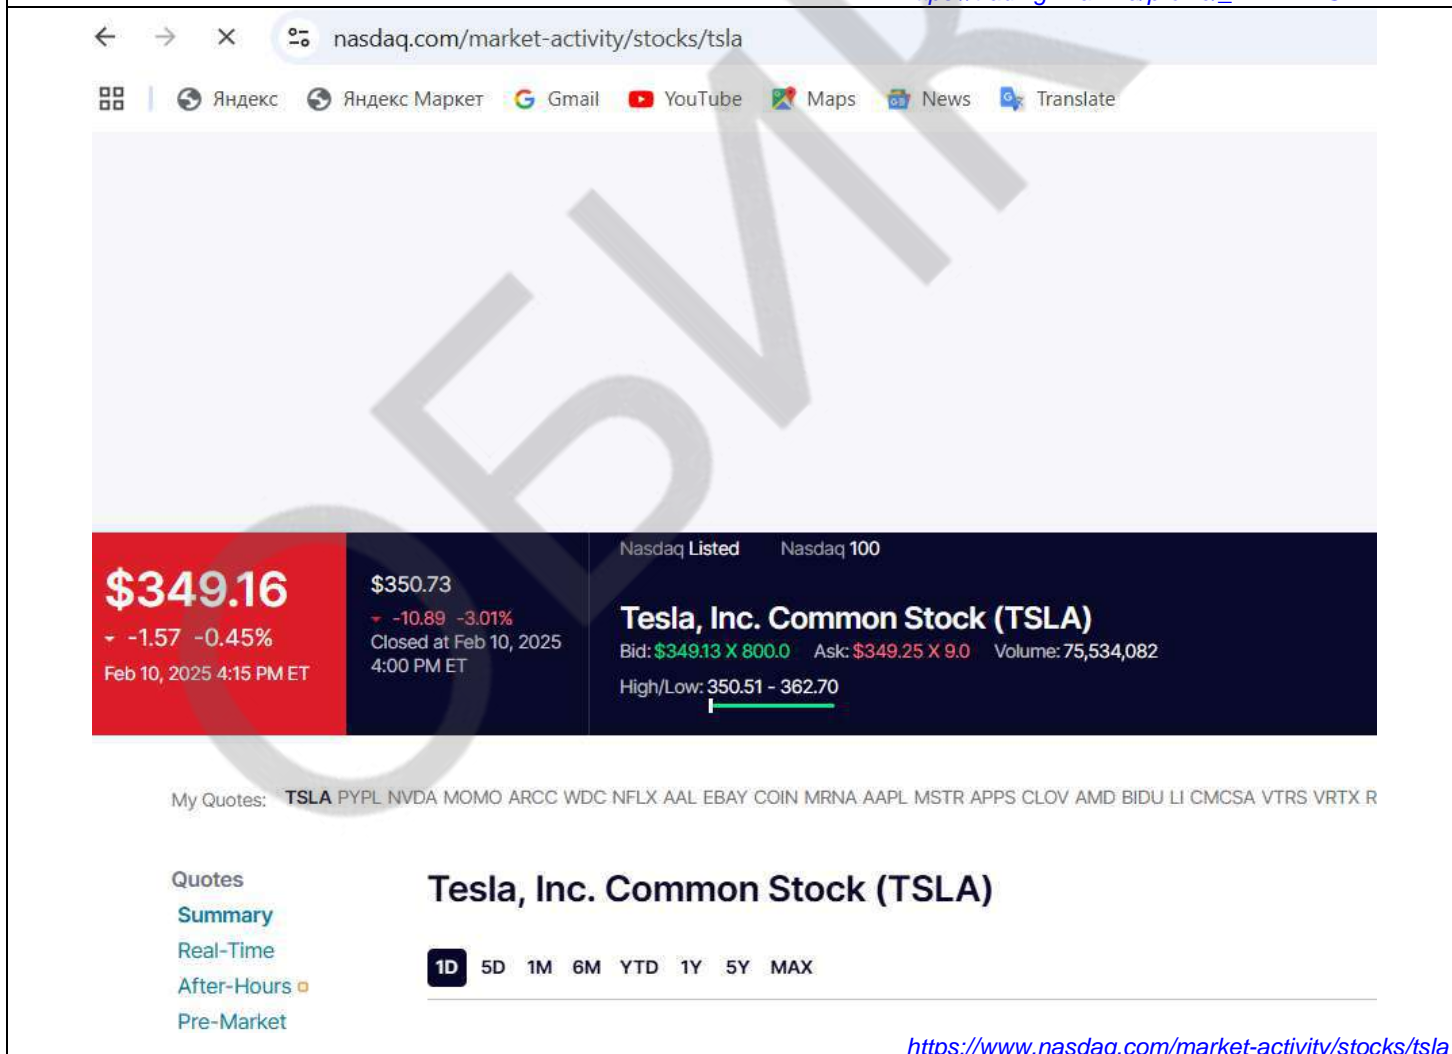 nasdaq.com/market-activity/stocks/tsla
Яндекс Яндекс Маркет Gmail YouTube Maps News Translate
ОБИК
Nasdaq Listed Nasdaq 100
$349.16
-1.57 -0.45%
Feb 10, 2025 4:15 PM ET
$350.73
-10.89 -3.01%
Closed at Feb 10, 2025
4:00 PM ET
Tesla, Inc. Common Stock (TSLA)
Bid: $349.13 X 800.0 Ask: $349.25 X 9.0 Volume: 75,534,082
High/Low: 350.51 - 362.70
My Quotes: TSLA PYPL NVDA MOMO ARCC WDC NFLX AAL EBAY COIN MRNA AAPL MSTR APPS CLOV AMD BIDU LI CMCSA VTRS VRTX R
Quotes
Summary
Real-Time
After-Hours
Pre-Market
Tesla, Inc. Common Stock (TSLA)
1D 5D 1M 6M YTD 1Y 5Y MAX
https://www.nasdaq.com/market-activity/stocks/tsla